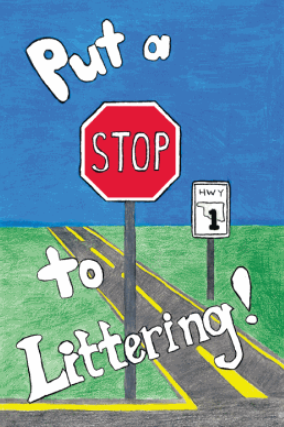 Put a
STOP
HWY
1
to
Littering!